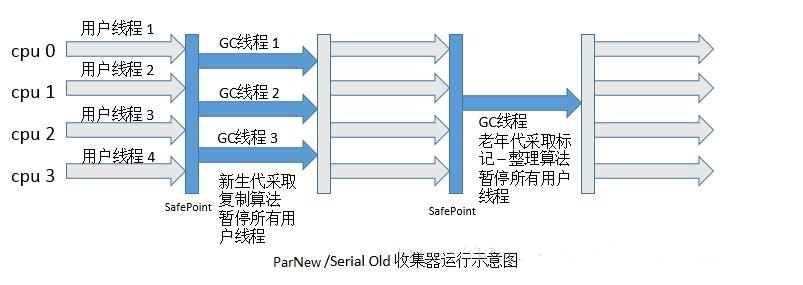 用户线程 1
cpu 0
用户线程 2
cpu 1
用户线程 3
cpu 2
用户线程 4
cpu 3
SafePoint
GC线程 1
GC线程 2
GC线程 3
新生代采取
复制算法
暂停所有用
户线程
SafePoint
GC线程
老年代采取标
记 – 整理算法
暂停所有用户
线程
ParNew /Serial Old 收集器运行示意图